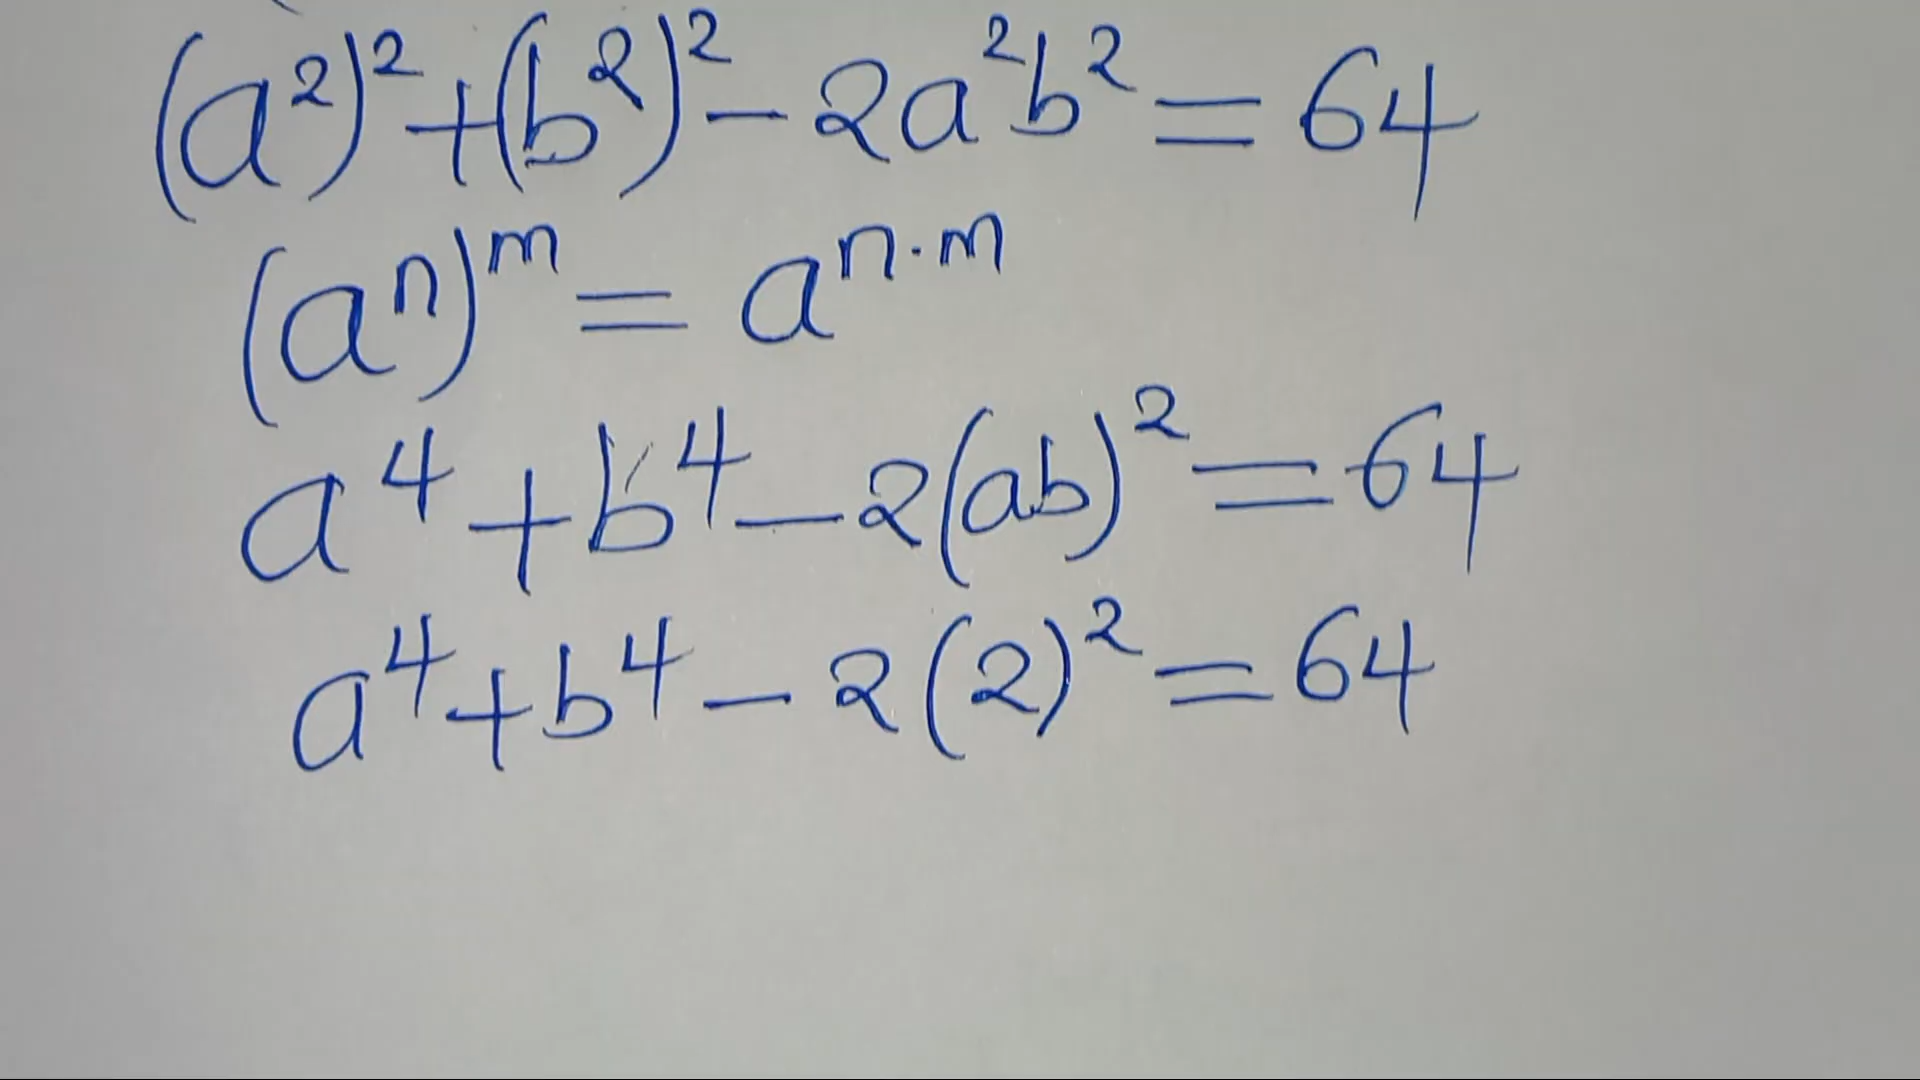 (a²)² + (b²)² - 2a²b² = 64
(aⁿ)ᵐ = aⁿ·ᵐ
a⁴ + b⁴ - 2(ab)² = 64
a⁴ + b⁴ - 2(2)² = 64